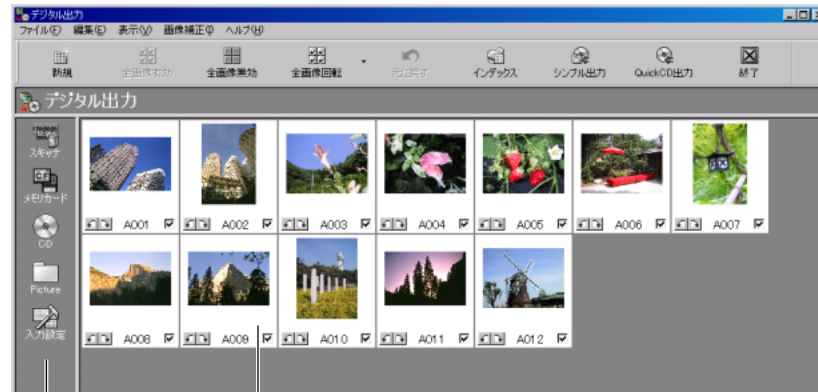 デジタル出力
ファイル(F) 編集(E) 表示(V) 画像補正(I) ヘルプ(H)
新規 全画像有効 全画像無効 全画像回転 元に戻す インデックス シンプル出力 QuickCD出力 終了
デジタル出力
スキャナ
メモリカード
CD
Picture
入力設定
A001 A002 A003 A004 A005 A006 A007
A008 A009 A010 A011 A012